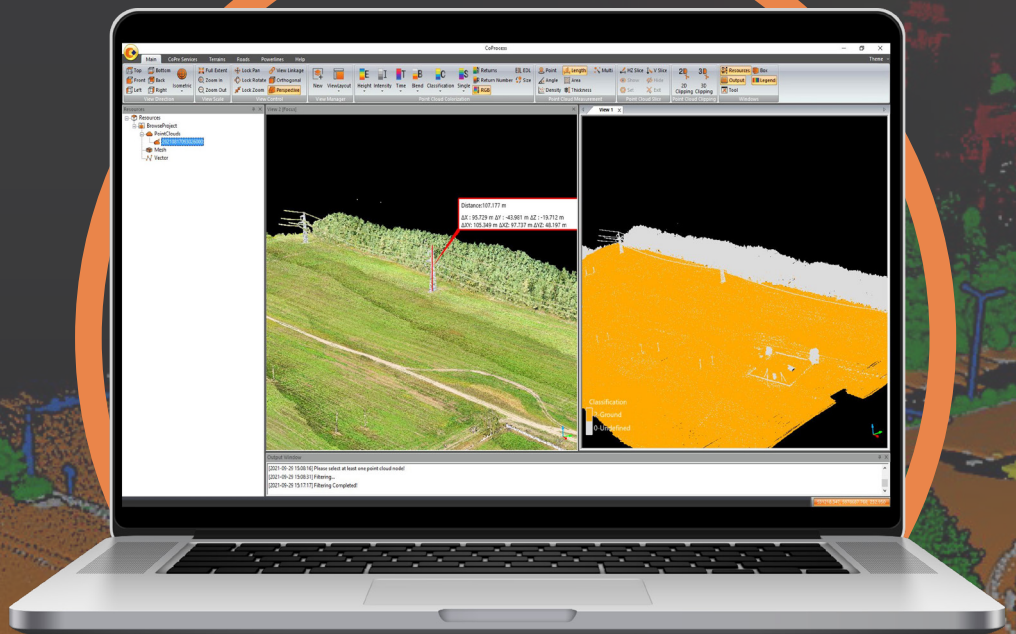 CoProcess
Main CoPre Services Terrains Roads Powerlines Help
Theme
Top Bottom Isometric Full Extent Lock Pan View Linkage New ViewLayout Height Intensity Time Blend Classification Single Returns EDL Point Length Multi HZ Slice V Slice 2D Clipping 3D Clipping Resources Box
Front Back Zoom In Lock Rotate Orthogonal Return Number Size Angle Area Show Hide Output Legend
Left Right Zoom Out Lock Zoom Perspective RGB Density Thickness Set Exit Tool
View Direction View Scale View Control View Manager Point Cloud Colorization Point Cloud Measurement Point Cloud Slice Point Cloud Clipping Windows
Resources
View 2 [Focus]
View 1
Resources
BrowseProject
PointClouds
Mesh
Vector
Distance:107.177 m
ΔX : 95.729 m ΔY : -43.981 m ΔZ : -19.712 m
ΔXY: 105.349 m ΔXZ: 97.737 m ΔYZ: 48.197 m
Classification
-Ground
0-Undefined
Output Window
[2021-09-29 15:08:16] Please select at least one point cloud node!
[2021-09-29 15:08:31] Filtering...
[2021-09-29 15:17:17] Filtering Completed!